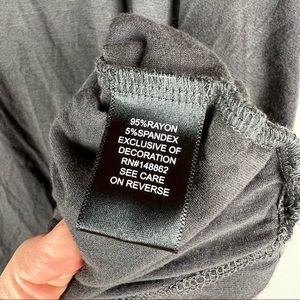 95%RAYON
5%SPANDEX
EXCLUSIVE OF
DECORATION
RN#148862
SEE CARE
ON REVERSE